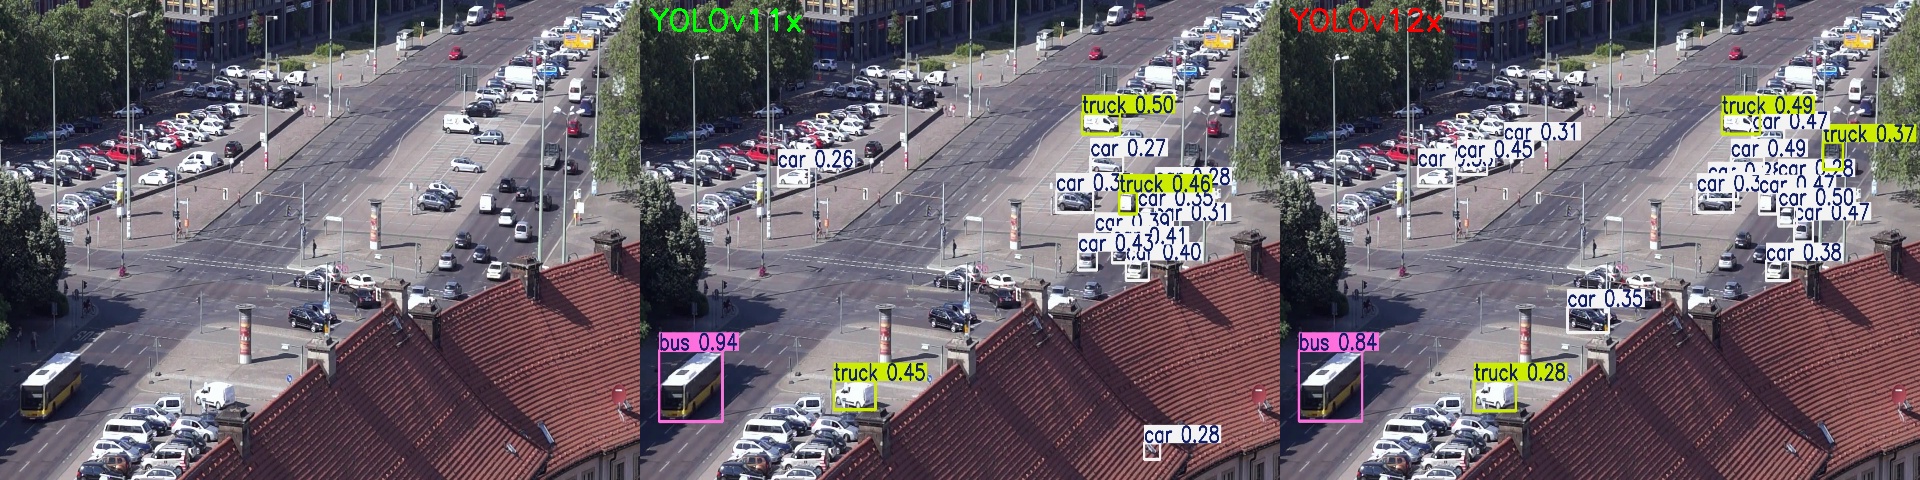 YOLOv11x
truck 0.50
car 0.27
car 0.26
truck 0.46
car 0.35
0.28
car 0.31
car 0.43
0.41
car 0.40
bus 0.94
truck 0.45
car 0.28
YOLOv12x
truck 0.49
car 0.47
truck 0.37
car 0.31
car 0.45
car
car 0.49
0.28
car 0.47
car 0.50
car 0.47
car 0.38
car 0.35
bus 0.84
truck 0.28